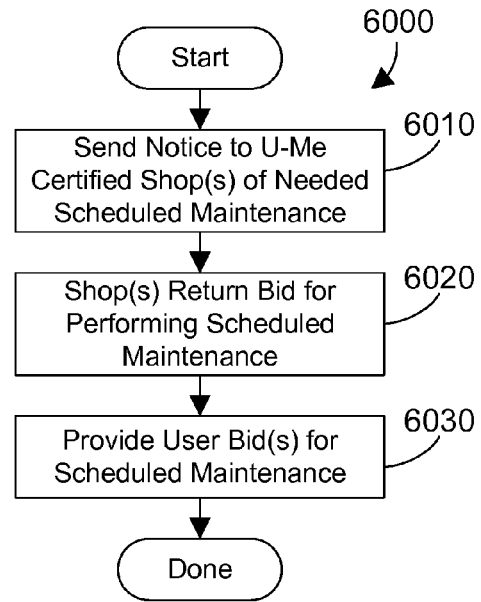 6000
Start
6010
Send Notice to U-Me
Certified Shop(s) of Needed
Scheduled Maintenance
6020
Shop(s) Return Bid for
Performing Scheduled
Maintenance
6030
Provide User Bid(s) for
Scheduled Maintenance
Done